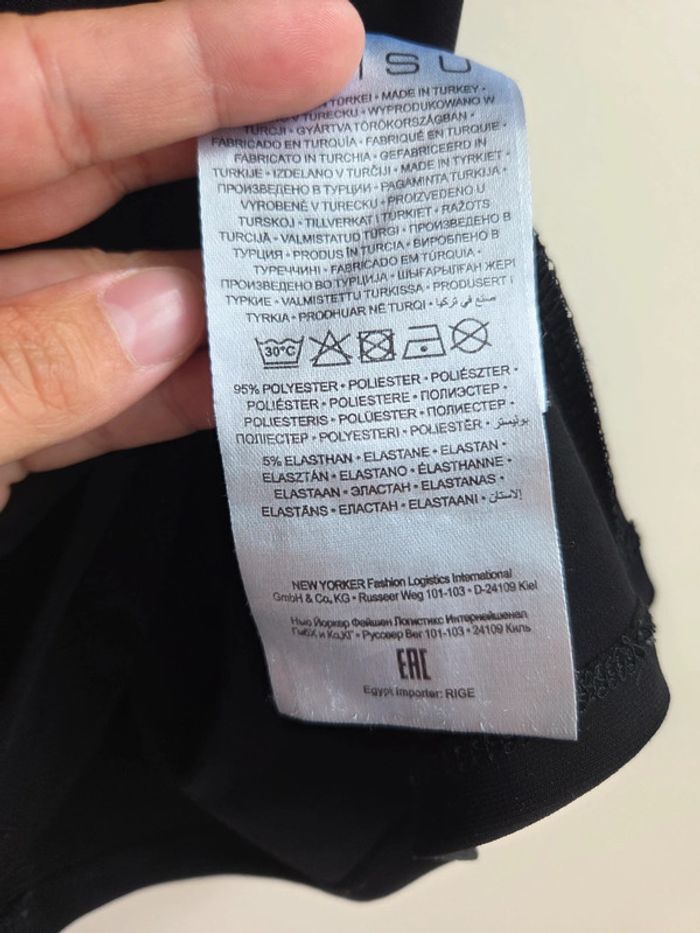 ISU
TÜRKEI • MADE IN TURKEY •
V TURECKU • WYPRODUKOWANO W
TURCJI • GYÁRTVA TÖRÖKORSZÁGBAN •
FABRICADO EN TURQUÍA • FABRIQUÉ EN TURQUIE •
FABRICATO IN TURCHIA • GEFABRICEERD IN
TURKIJE • IZDELANO V TURČIJI • MADE IN TYRKIET •
ПРОИЗВЕДЕНО В ТУРЦИИ • PAGAMINTA TURKIJA •
VYROBENÉ V TURECKU • PROIZVEDENO U
TURSKOJ • TILLVERKAT I TURKIET • RAŽOTS
TURCIJĀ • VALMISTATUD TÜRGI • ПРОИЗВЕДЕНО В
ТУРЦИЯ • PRODUS IN TURCIA • ВИРОБЛЕНО В
ТУРЕЧЧИНІ • FABRICADO EM TURQUIA •
ПРОИЗВЕДЕНО ВО ТУРЦИЈА • ШЫҒАРЫЛҒАН ЖЕРІ
ТҮРКИЕ • VALMISTETTU TURKISSA • PRODUSERT I
TYRKIA • PRODHUAR NË TURQI • صنع في تركيا •
30°C
95% POLYESTER • POLIESTER • POLIÉSZTER •
POLIÉSTER • POLIESTERE • ПОЛИЭСТЕР •
POLIESTERIS • POLÜESTER • ПОЛИЕСТЕР •
ПОЛІЕСТЕР • POLYESTERI • POLIESTËR • بوليستر
5% ELASTHAN • ELASTANE • ELASTAN •
ELASZTÁN • ELASTANO • ÉLASTHANNE •
ELASTAAN • ЭЛАСТАН • ELASTANAS •
ELASTĀNS • ЕЛАСТАН • ELASTAANI • الاستان
NEW YORKER Fashion Logistics International
GmbH & Co. KG • Russeer Weg 101-103 • D-24109 Kiel
Нью Йоркер Фейшен Логистикс Интернейшенал
ГмбХ и Ко.КГ • Руссеер Вег 101-103 • 24109 Киль
EAC
Egypt Importer: RIGE